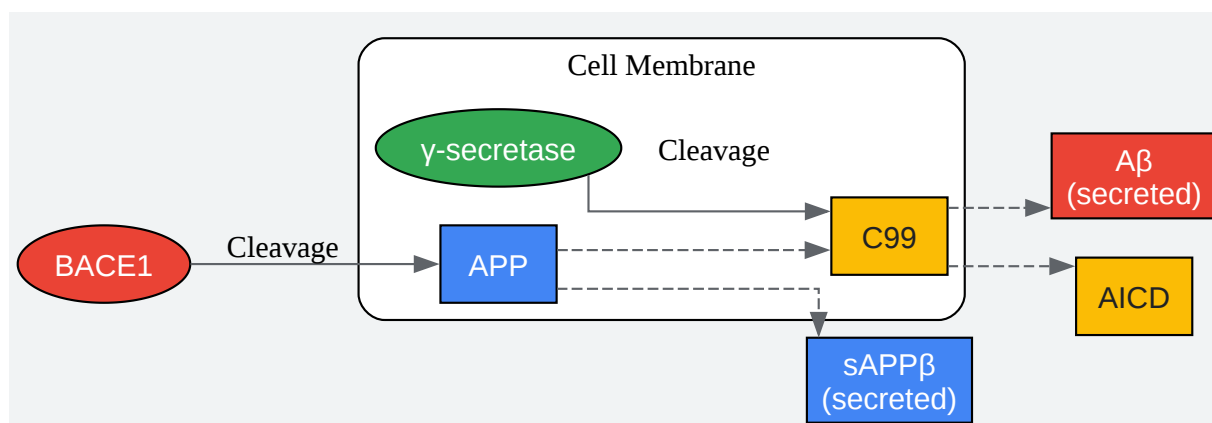 Cell Membrane
γ-secretase
Cleavage
Aβ
(secreted)
BACE1
Cleavage
APP
C99
AICD
sAPPβ
(secreted)